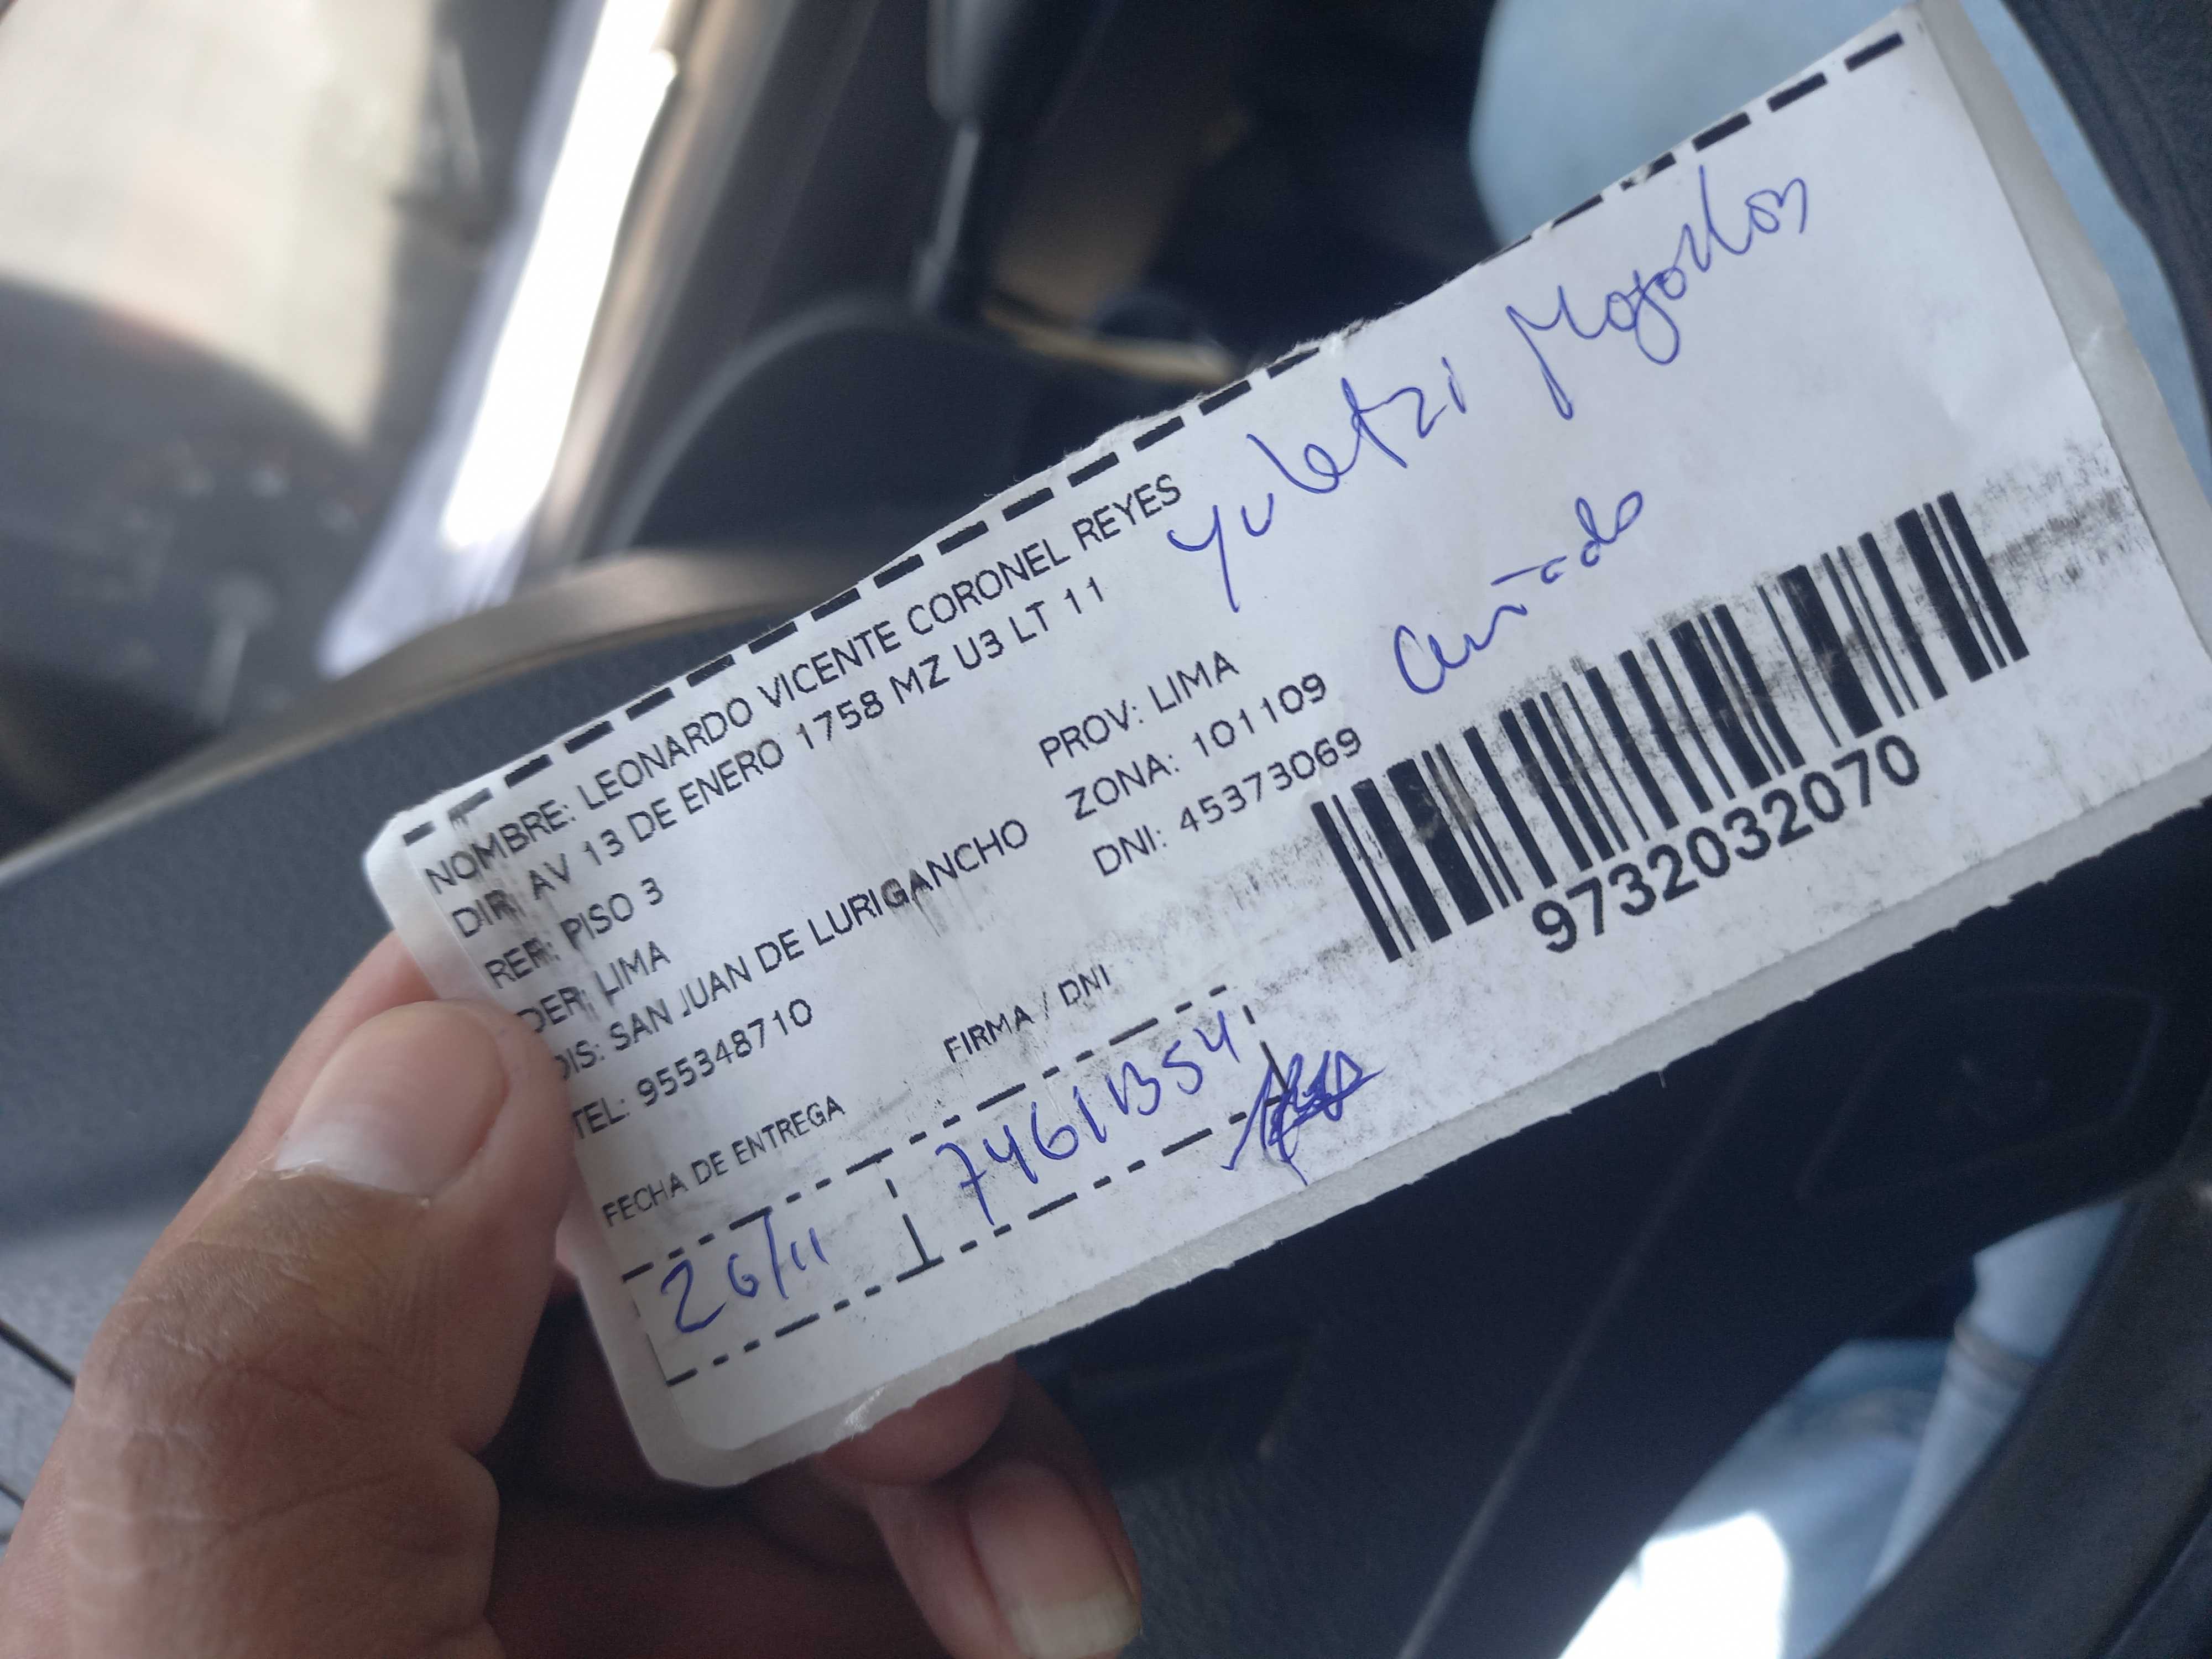 NOMBRE: LEONARDO VICENTE CORONEL REYES
DIR: AV 13 DE ENERO 1758 MZ U3 LT 11
REF: PISO 3
DEP: LIMA PROV: LIMA
DIS: SAN JUAN DE LURIGANCHO ZONA: 101109
TEL: 955348710 DNI: 45373069
Yuletzi Mogollon
cuñado
9732032070
FECHA DE ENTREGA FIRMA / DNI
26/11 74611354